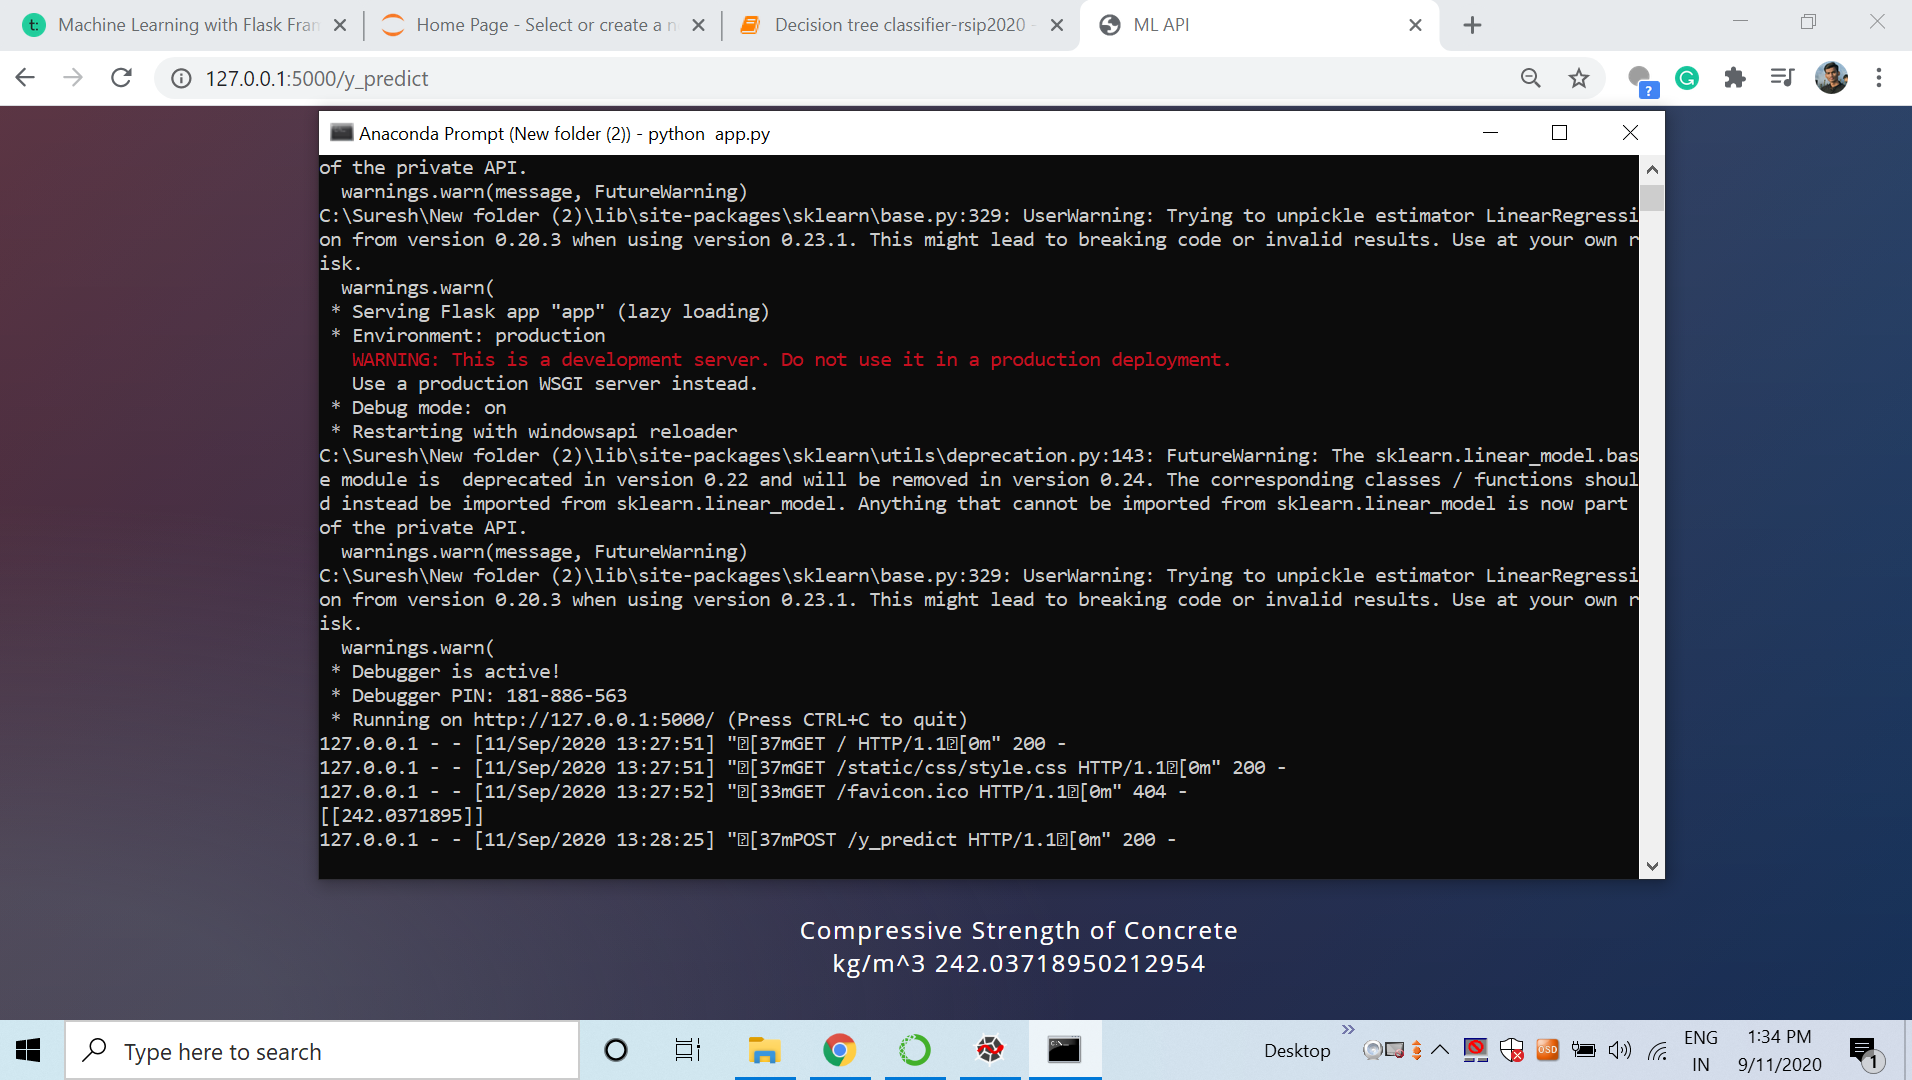 Machine Learning with Flask Fran
Home Page - Select or create a n
Decision tree classifier-rsip2020 -
ML API
127.0.0.1:5000/y_predict
Anaconda Prompt (New folder (2)) - python  app.py
of the private API.
  warnings.warn(message, FutureWarning)
C:\Suresh\New folder (2)\lib\site-packages\sklearn\base.py:329: UserWarning: Trying to unpickle estimator LinearRegressi
on from version 0.20.3 when using version 0.23.1. This might lead to breaking code or invalid results. Use at your own r
isk.
  warnings.warn(
 * Serving Flask app "app" (lazy loading)
 * Environment: production
   WARNING: This is a development server. Do not use it in a production deployment.
   Use a production WSGI server instead.
 * Debug mode: on
 * Restarting with windowsapi reloader
C:\Suresh\New folder (2)\lib\site-packages\sklearn\utils\deprecation.py:143: FutureWarning: The sklearn.linear_model.bas
e module is  deprecated in version 0.22 and will be removed in version 0.24. The corresponding classes / functions shoul
d instead be imported from sklearn.linear_model. Anything that cannot be imported from sklearn.linear_model is now part
of the private API.
  warnings.warn(message, FutureWarning)
C:\Suresh\New folder (2)\lib\site-packages\sklearn\base.py:329: UserWarning: Trying to unpickle estimator LinearRegressi
on from version 0.20.3 when using version 0.23.1. This might lead to breaking code or invalid results. Use at your own r
isk.
  warnings.warn(
 * Debugger is active!
 * Debugger PIN: 181-886-563
 * Running on http://127.0.0.1:5000/ (Press CTRL+C to quit)
127.0.0.1 - - [11/Sep/2020 13:27:51] "[37mGET / HTTP/1.1[0m" 200 -
127.0.0.1 - - [11/Sep/2020 13:27:51] "[37mGET /static/css/style.css HTTP/1.1[0m" 200 -
127.0.0.1 - - [11/Sep/2020 13:27:52] "[33mGET /favicon.ico HTTP/1.1[0m" 404 -
[[242.0371895]]
127.0.0.1 - - [11/Sep/2020 13:28:25] "[37mPOST /y_predict HTTP/1.1[0m" 200 -
Compressive Strength of Concrete
kg/m^3 242.03718950212954
Type here to search
Desktop
OSD
ENG
IN
1:34 PM
9/11/2020
1